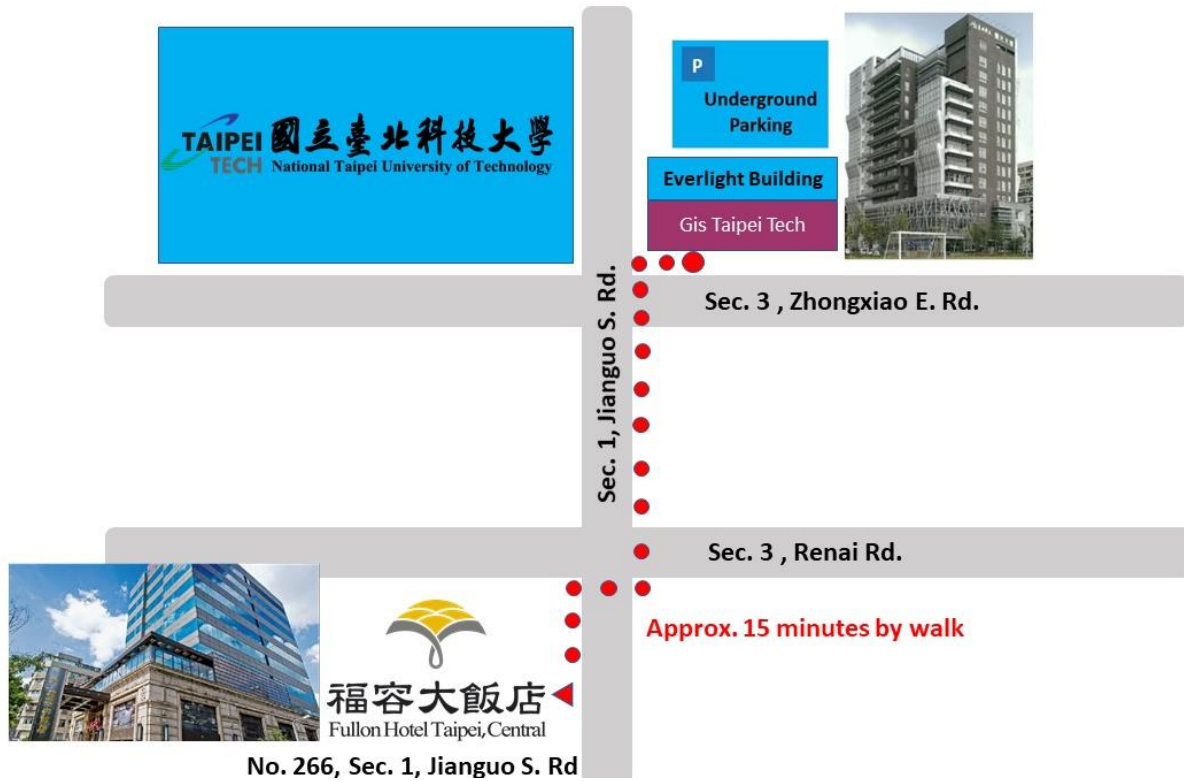 TAIPEI
TECH
國立臺北科技大學
National Taipei University of Technology
P
Underground
Parking
Everlight Building
Gis Taipei Tech
Sec. 3 , Zhongxiao E. Rd.
Sec. 1, Jianguo S. Rd.
Sec. 3 , Renai Rd.
Approx. 15 minutes by walk
福容大飯店
Fullon Hotel Taipei, Central
No. 266, Sec. 1, Jianguo S. Rd